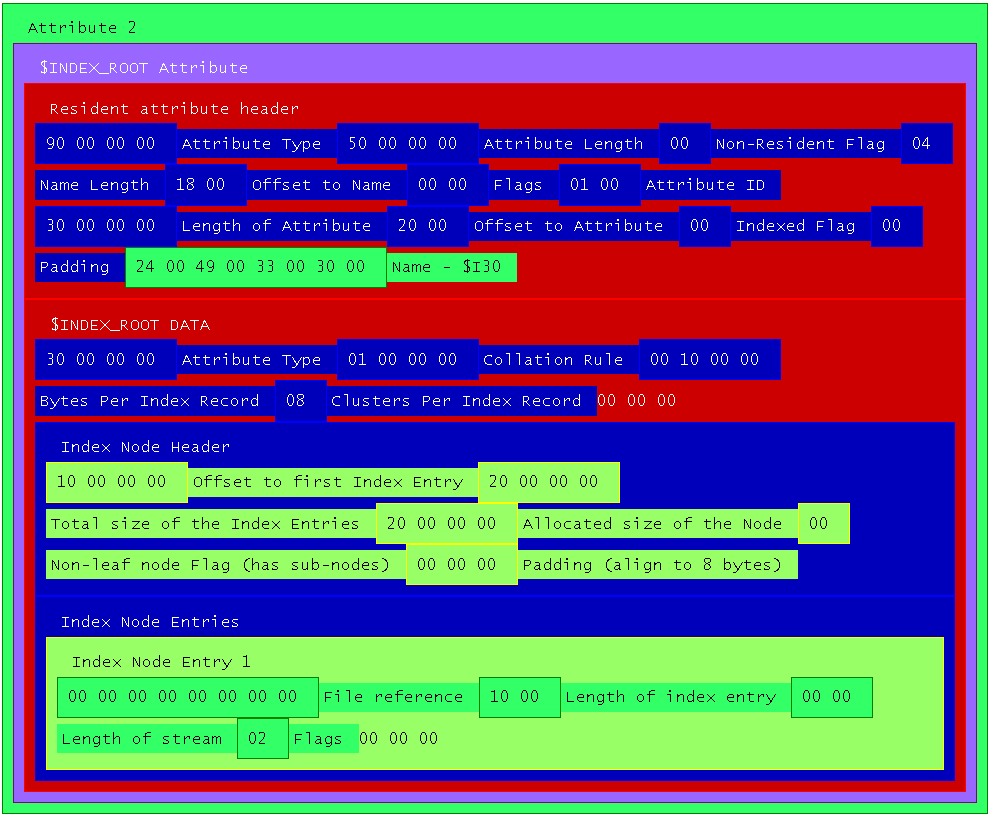 Attribute 2
$INDEX_ROOT Attribute
Resident attribute header
90 00 00 00 Attribute Type 50 00 00 00 Attribute Length 00 Non-Resident Flag 04
Name Length 18 00 Offset to Name 00 00 Flags 01 00 Attribute ID
30 00 00 00 Length of Attribute 20 00 Offset to Attribute 00 Indexed Flag 00
Padding 24 00 49 00 33 00 30 00 Name - $I30
$INDEX_ROOT DATA
30 00 00 00 Attribute Type 01 00 00 00 Collation Rule 00 10 00 00
Bytes Per Index Record 08 Clusters Per Index Record 00 00 00
Index Node Header
10 00 00 00 Offset to first Index Entry 20 00 00 00
Total size of the Index Entries 20 00 00 00 Allocated size of the Node 00
Non-leaf node Flag (has sub-nodes) 00 00 00 Padding (align to 8 bytes)
Index Node Entries
Index Node Entry 1
00 00 00 00 00 00 00 00 File reference 10 00 Length of index entry 00 00
Length of stream 02 Flags 00 00 00